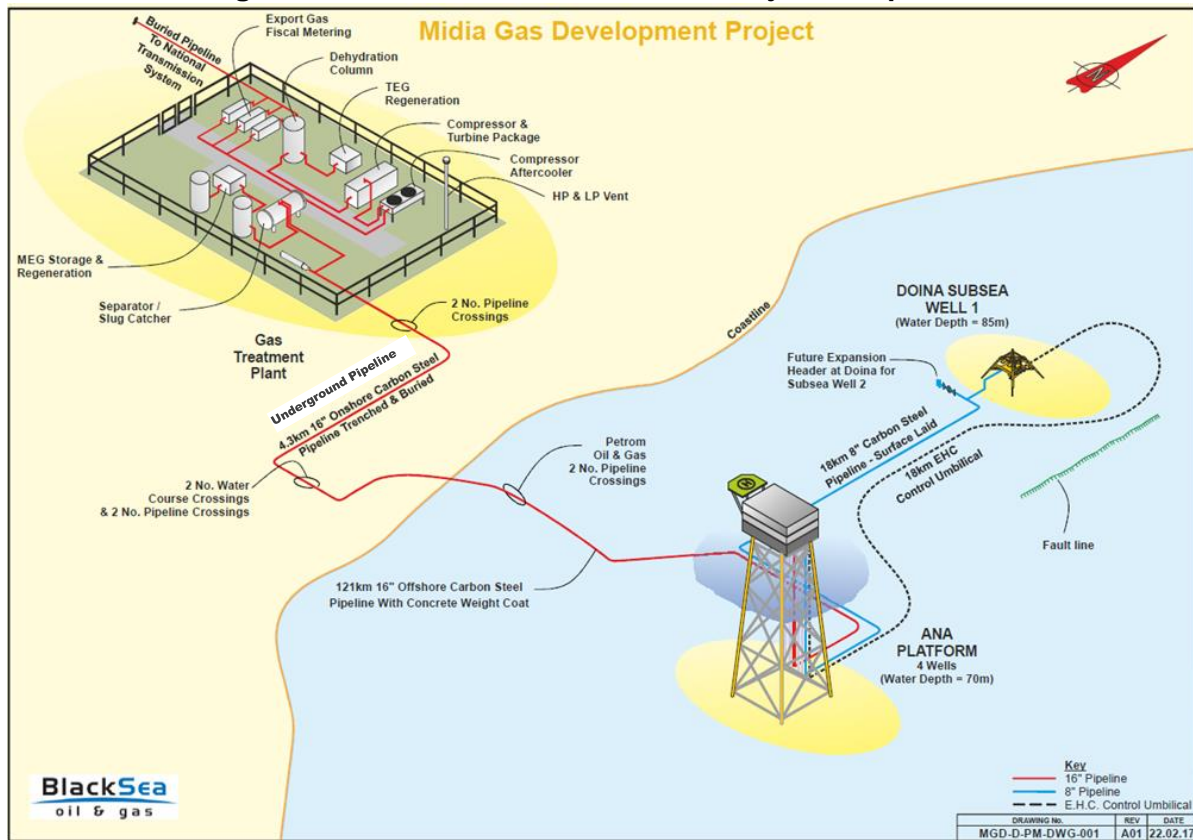 Midia Gas Development Project
Buried Pipeline
To National
Transmission
System
Export Gas
Fiscal Metering
Dehydration
Column
TEG
Regeneration
Compressor &
Turbine Package
Compressor
Aftercooler
HP & LP Vent
N
MEG Storage &
Regeneration
Separator /
Slug Catcher
Gas
Treatment
Plant
2 No. Pipeline
Crossings
Underground Pipeline
4.3km 16" Onshore Carbon Steel
Pipeline Trenched & Buried
2 No. Water
Course Crossings
& 2 No. Pipeline Crossings
Coastline
Petrom
Oil & Gas
2 No. Pipeline
Crossings
121km 16" Offshore Carbon Steel
Pipeline With Concrete Weight Coat
DOINA SUBSEA
WELL 1
(Water Depth = 85m)
Future Expansion
Header at Doina for
Subsea Well 2
18km 8" Carbon Steel
Pipeline - Surface Laid
18km EHC
Control Umbilical
Fault line
H
ANA
PLATFORM
4 Wells
(Water Depth = 70m)
BlackSea
oil & gas
Key
16" Pipeline
8" Pipeline
E.H.C. Control Umbilical
DRAWING No. REV DATE
MGD-D-PM-DWG-001 A01 22.02.17